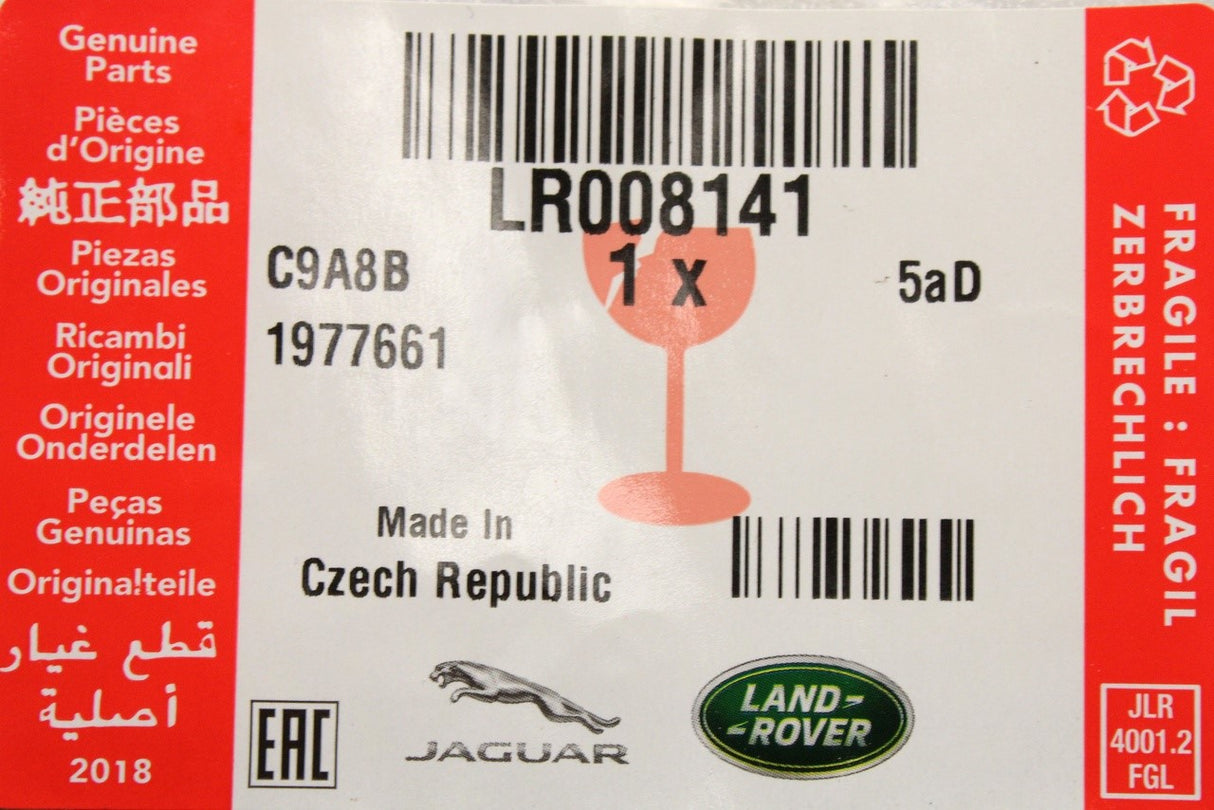 Genuine
Parts
Pièces
d'Origine
純正部品
Piezas
Originales
Ricambi
Originali
Originele
Onderdelen
Peças
Genuinas
Originalteile
قطع غيار
أصلية
2018
LR008141
C9A8B
1 x
5aD
1977661
Made In
Czech Republic
EAC
JAGUAR
LAND-
-ROVER
FRAGILE : FRAGIL
ZERBRECHLICH
JLR
4001.2
FGL